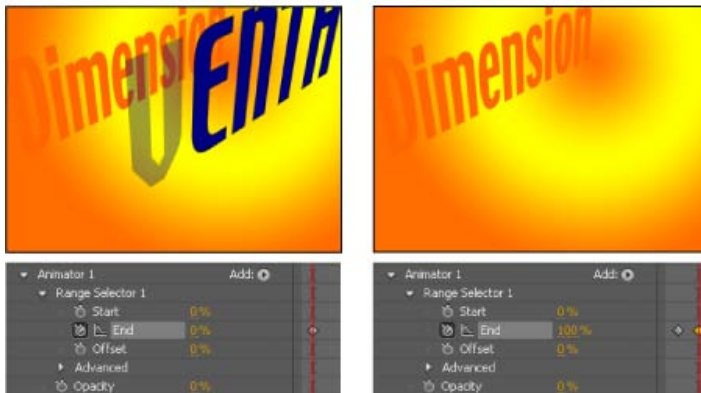 Dimension
VENTA
Dimension
Animator 1 Add:
Range Selector 1
Start 0 %
End 0 %
Offset 0 %
Advanced
Opacity 0 %
Animator 1 Add:
Range Selector 1
Start 0 %
End 100 %
Offset 0 %
Advanced
Opacity 0 %